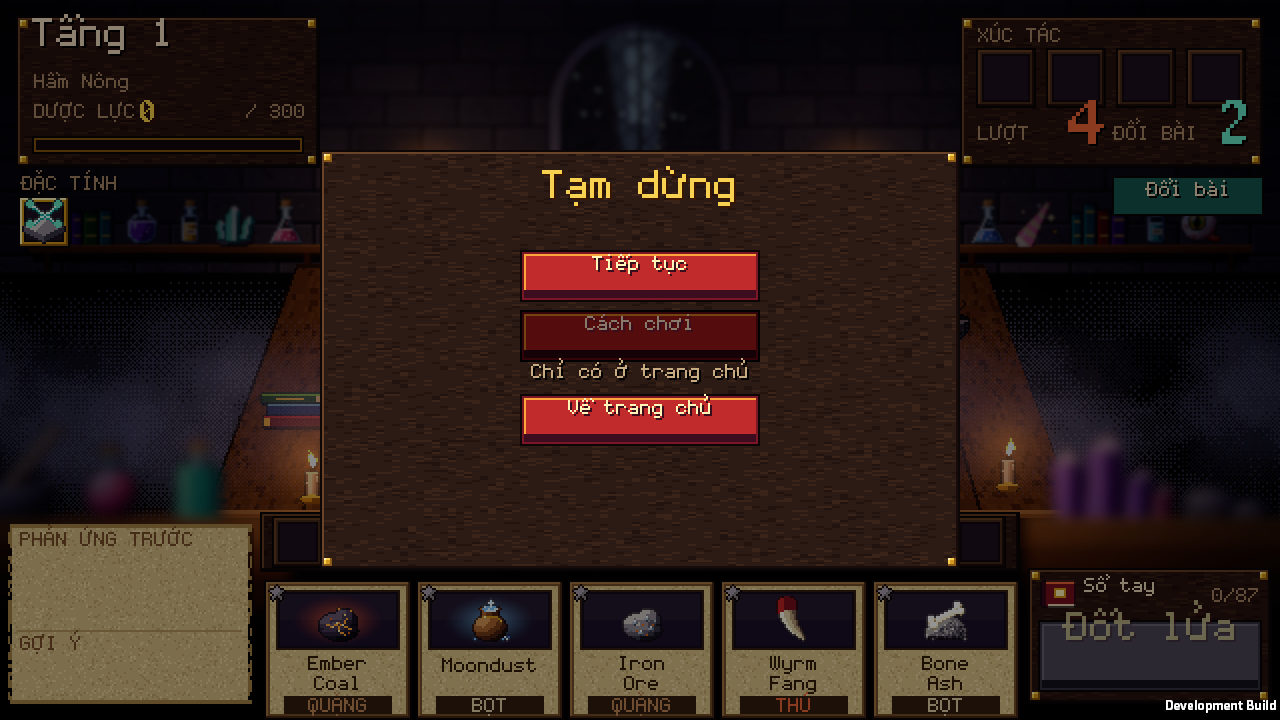 Tầng 1
Hầm Nông
DƯỢC LỰC 0 / 300
ĐẶC TÍNH
XÚC TÁC
LƯỢT 4 ĐỔI BÀI 2
Đổi bài
Tạm dừng
Tiếp tục
Cách chơi
Chỉ có ở trang chủ
Về trang chủ
PHẢN ỨNG TRƯỚC
GỢI Ý
Ember
Coal
QUẶNG
Moondust
BỘT
Iron
Ore
QUẶNG
Wyrm
Fang
THÚ
Bone
Ash
BỘT
Sổ tay
0/87
Đốt lửa
Development Build